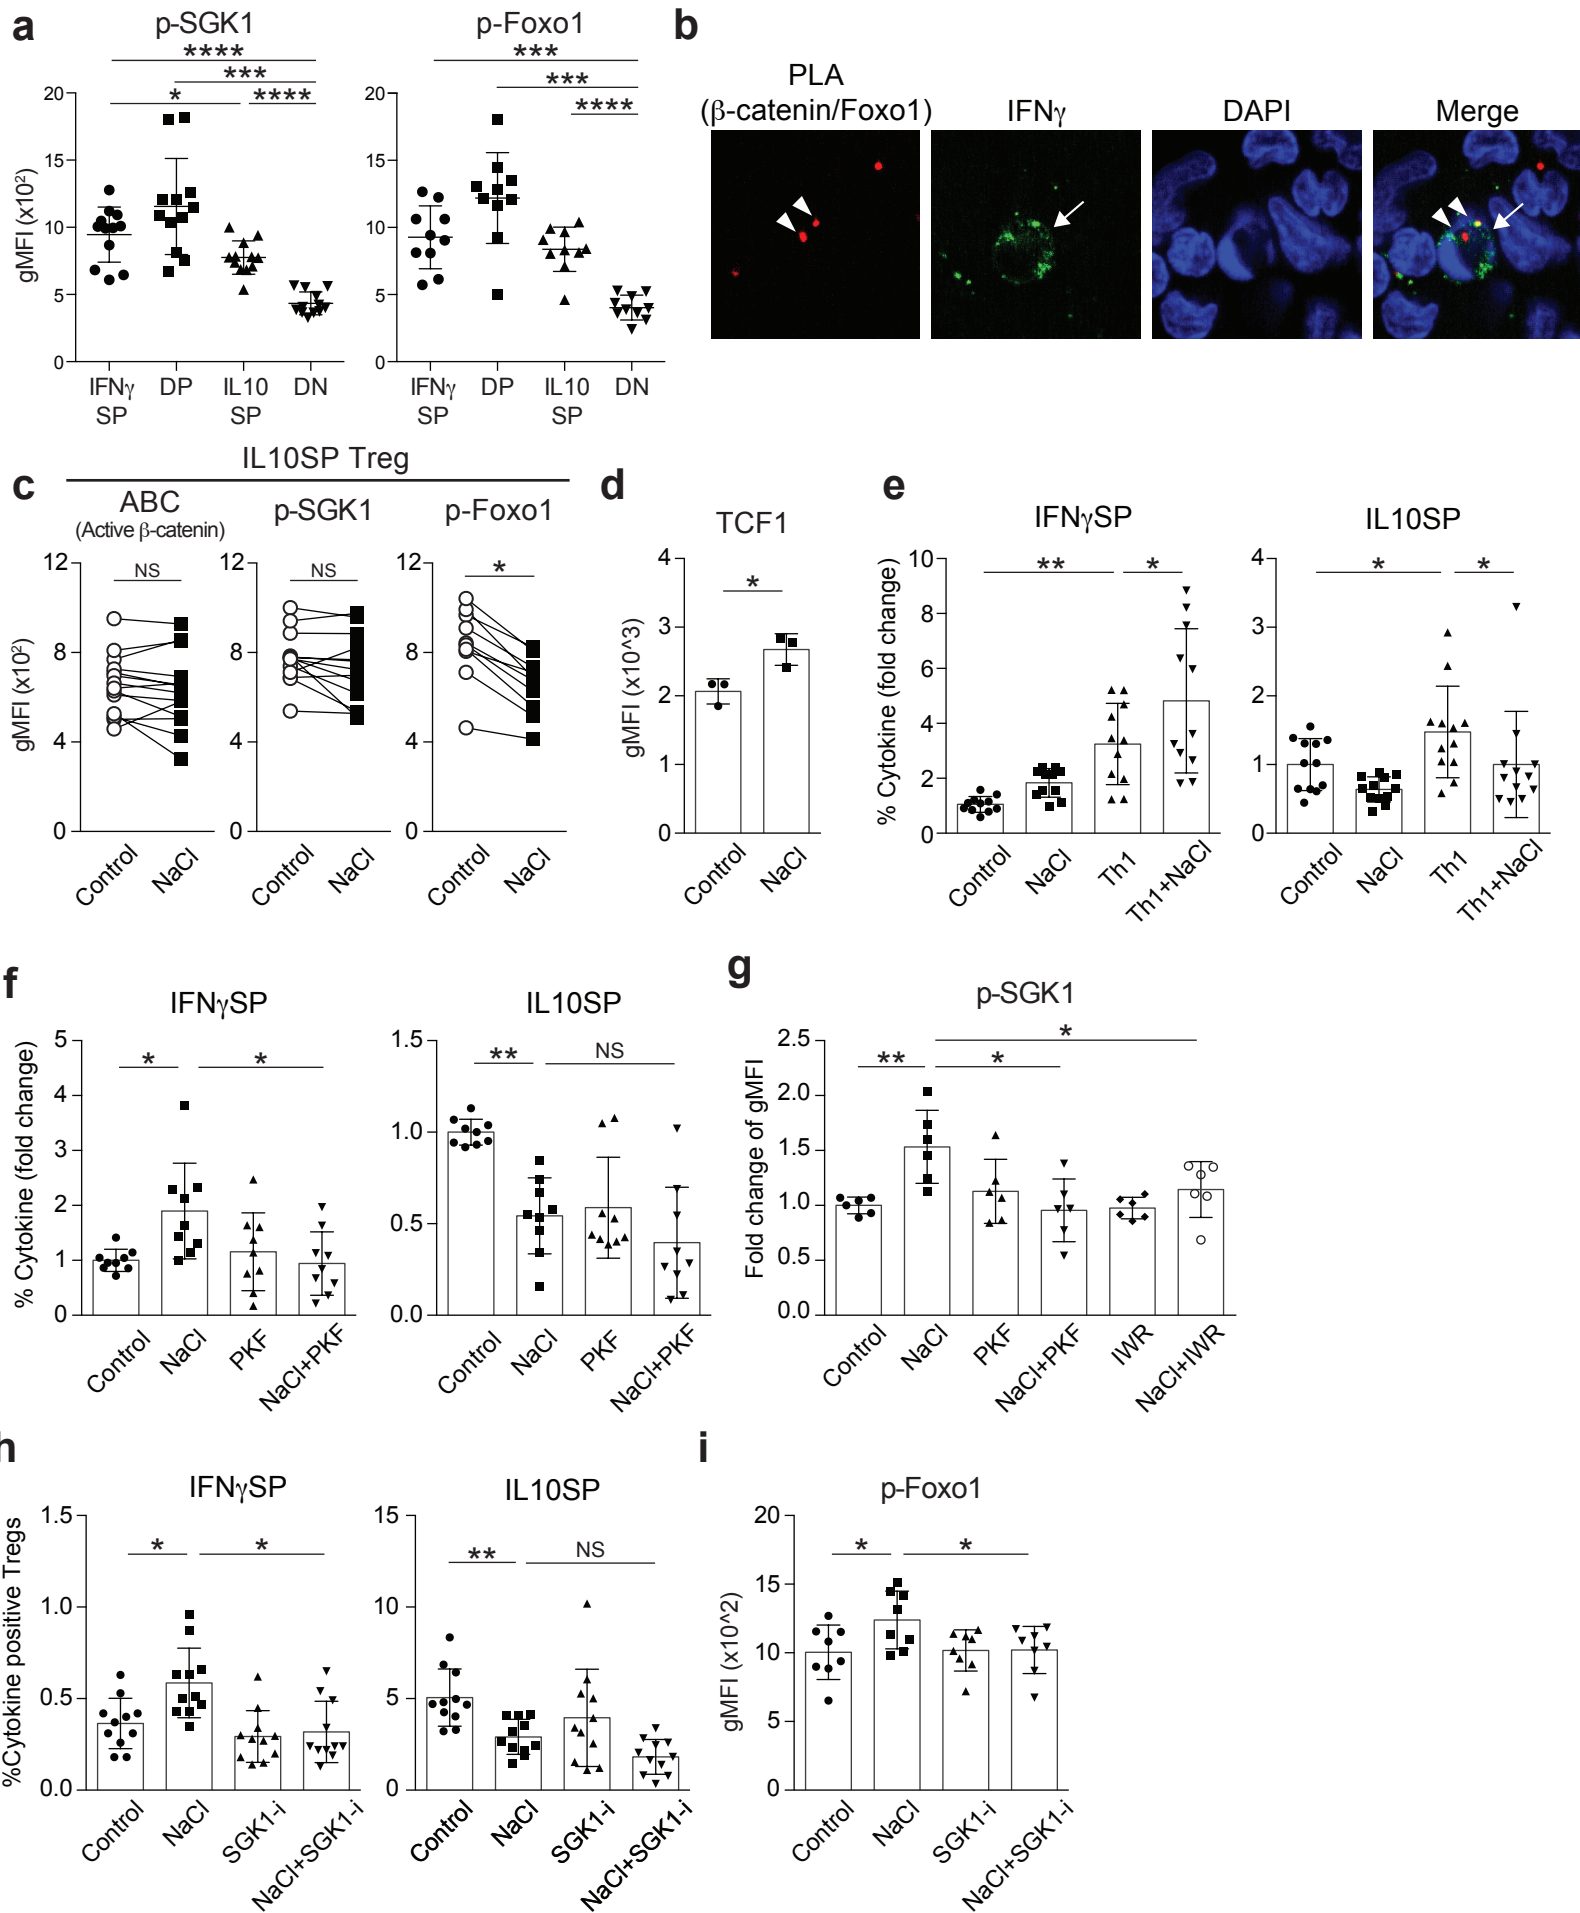 a
p-SGK1
p-Foxo1
****
***
*
****
***
***
****
gMFI (x10²)
20
15
10
5
0
20
15
10
5
0
IFNγ SP
DP
IL10 SP
DN
IFNγ SP
DP
IL10 SP
DN
b
PLA
(β-catenin/Foxo1)
IFNγ
DAPI
Merge
c
IL10SP Treg
ABC
(Active β-catenin)
p-SGK1
p-Foxo1
NS
NS
*
gMFI (x10²)
12
8
4
0
12
8
4
0
12
8
4
0
Control
NaCl
Control
NaCl
Control
NaCl
d
TCF1
*
gMFI (x10^3)
4
3
2
1
0
Control
NaCl
e
IFNγSP
** *
% Cytokine (fold change)
10
8
6
4
2
0
Control
NaCl
Th1
Th1+NaCl
IL10SP
* *
4
3
2
1
0
Control
NaCl
Th1
Th1+NaCl
f
IFNγSP
* *
% Cytokine (fold change)
5
4
3
2
1
0
Control
NaCl
PKF
NaCl+PKF
IL10SP
** NS
1.5
1.0
0.5
0.0
Control
NaCl
PKF
NaCl+PKF
g
p-SGK1
*
** *
Fold change of gMFI
2.5
2.0
1.5
1.0
0.5
0.0
Control
NaCl
PKF
NaCl+PKF
IWR
NaCl+IWR
h
IFNγSP
* *
%Cytokine positive Tregs
1.5
1.0
0.5
0.0
Control
NaCl
SGK1-i
NaCl+SGK1-i
IL10SP
** NS
15
10
5
0
Control
NaCl
SGK1-i
NaCl+SGK1-i
i
p-Foxo1
* *
gMFI (x10^2)
20
15
10
5
0
Control
NaCl
SGK1-i
NaCl+SGK1-i